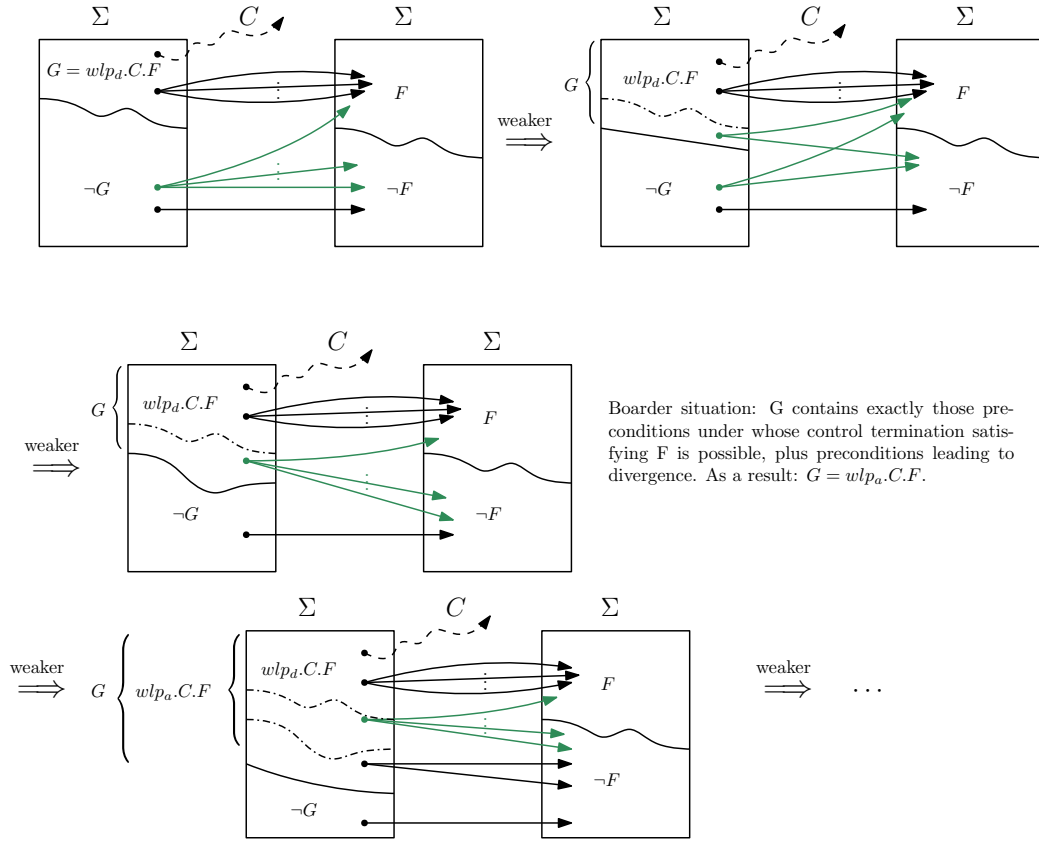 Σ C Σ
G = wlp_d.C.F
F
¬G
¬F
weaker
⟹
Σ C Σ
G
wlp_d.C.F
F
¬G
¬F
weaker
⟹
Σ C Σ
G
wlp_d.C.F
F
¬G
¬F
Boarder situation: G contains exactly those pre-
conditions under whose control termination satis-
fying F is possible, plus preconditions leading to
divergence. As a result: G = wlp_a.C.F.
weaker
⟹
Σ C Σ
G
wlp_a.C.F
wlp_d.C.F
F
¬G
¬F
weaker
⟹
···